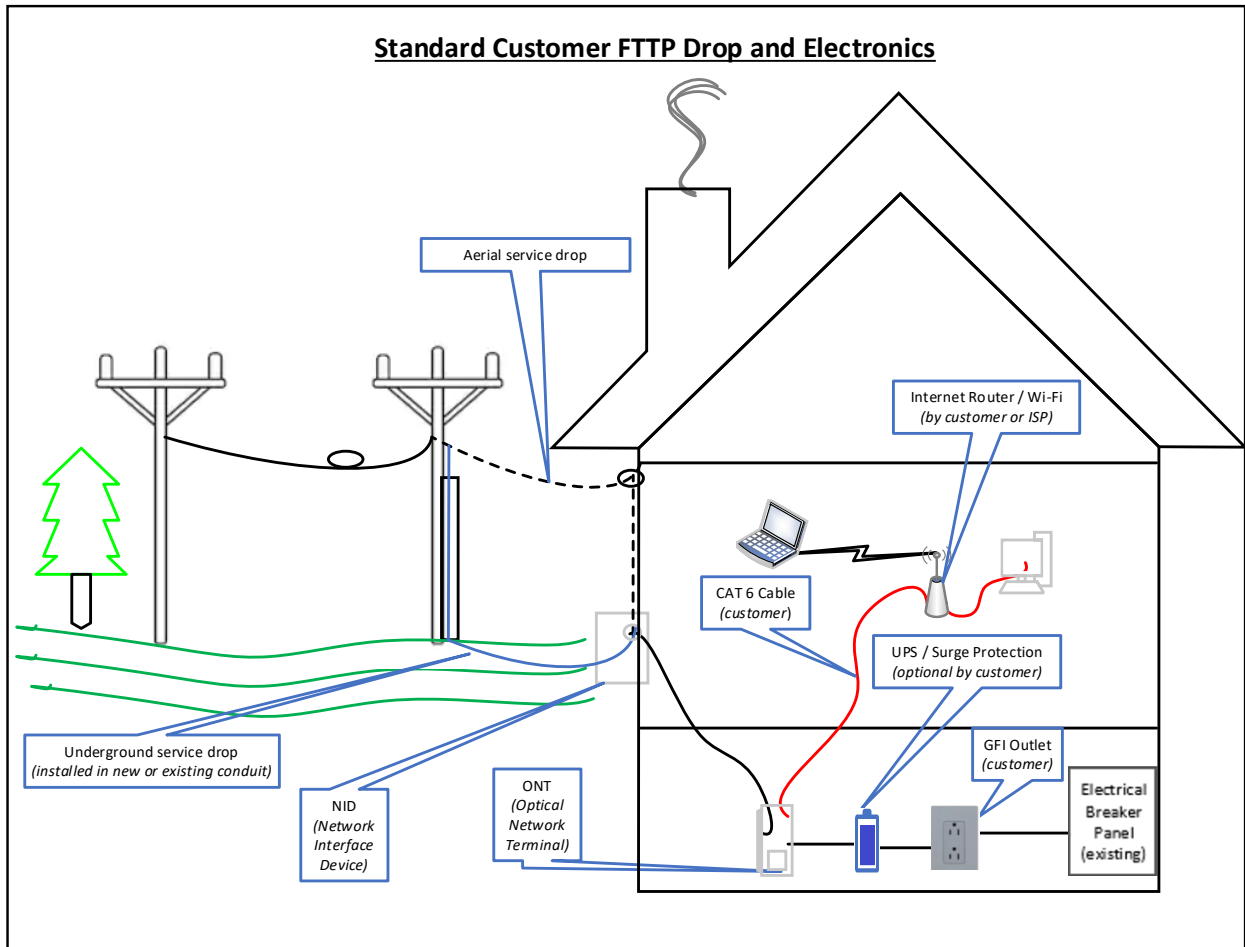 Standard Customer FTTP Drop and Electronics
Aerial service drop
Internet Router / Wi-Fi
(by customer or ISP)
CAT 6 Cable
(customer)
UPS / Surge Protection
(optional by customer)
Underground service drop
(installed in new or existing conduit)
NID
(Network
Interface
Device)
ONT
(Optical
Network
Terminal)
GFI Outlet
(customer)
Electrical
Breaker
Panel
(existing)